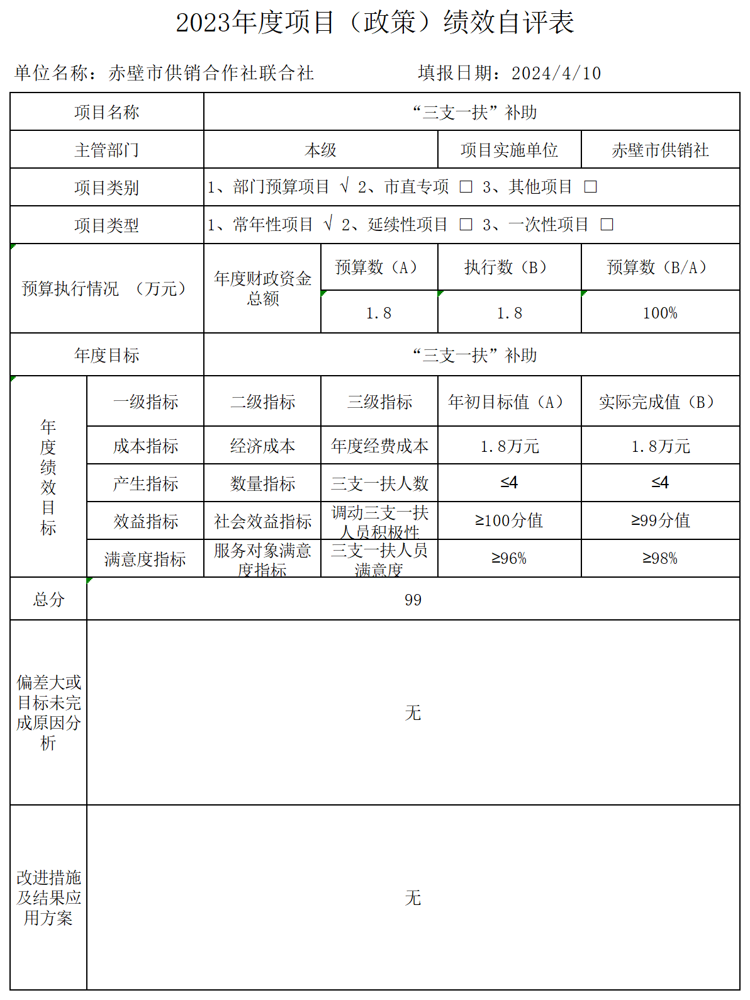 2023年度项目（政策）绩效自评表
单位名称：赤壁市供销合作社联合社 填报日期：2024/4/10
项目名称 “三支一扶”补助
主管部门 本级 项目实施单位 赤壁市供销社
项目类别 1、部门预算项目 √ 2、市直专项 □ 3、其他项目 □
项目类型 1、常年性项目 √ 2、延续性项目 □ 3、一次性项目 □
预算执行情况 （万元）
年度财政资金
总额
预算数（A） 执行数（B） 预算数（B/A）
1.8 1.8 100%
年度目标 “三支一扶”补助
年
度
绩
效
目
标
一级指标 二级指标 三级指标 年初目标值（A） 实际完成值（B）
成本指标 经济成本 年度经费成本 1.8万元 1.8万元
产生指标 数量指标 三支一扶人数 ≤4 ≤4
效益指标 社会效益指标
调动三支一扶
人员积极性
≥100分值 ≥99分值
满意度指标
服务对象满意
度指标
三支一扶人员
满意度
≥96% ≥98%
总分 99
偏差大或
目标未完
成原因分
析
无
改进措施
及结果应
用方案
无